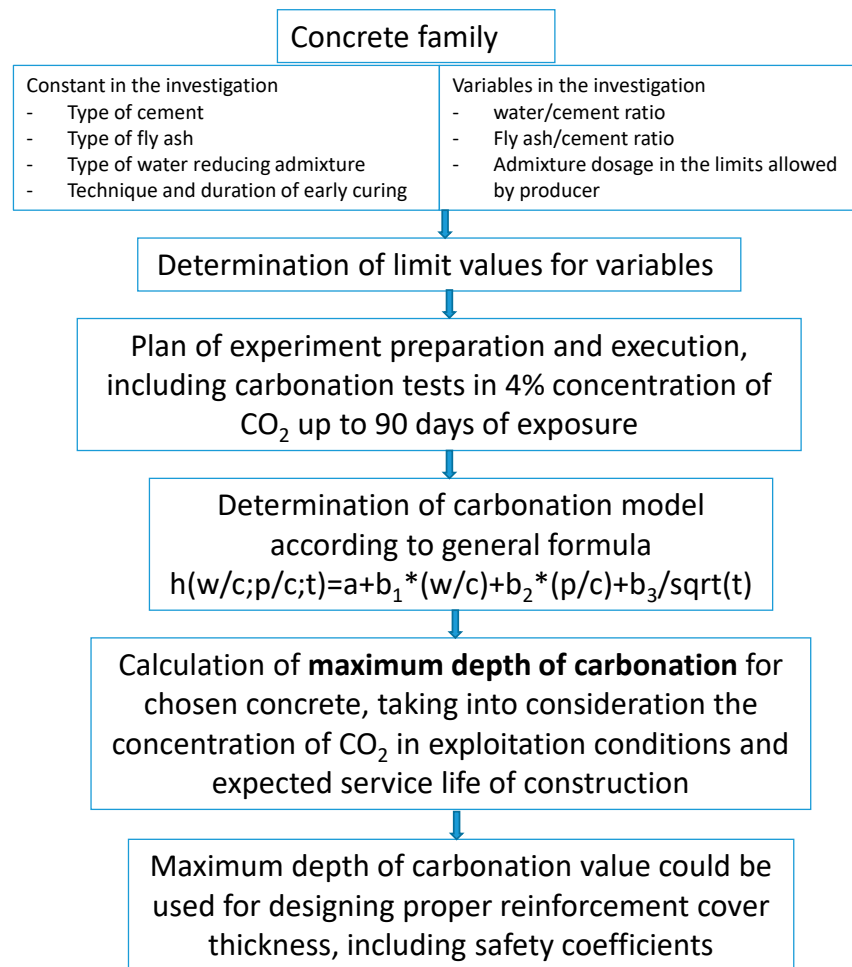 Concrete family
Constant in the investigation
- Type of cement
- Type of fly ash
- Type of water reducing admixture
- Technique and duration of early curing
Variables in the investigation
- water/cement ratio
- Fly ash/cement ratio
- Admixture dosage in the limits allowed
by producer
Determination of limit values for variables
Plan of experiment preparation and execution,
including carbonation tests in 4% concentration of
CO₂ up to 90 days of exposure
Determination of carbonation model
according to general formula
h(w/c;p/c;t)=a+b₁*(w/c)+b₂*(p/c)+b₃/sqrt(t)
Calculation of maximum depth of carbonation for
chosen concrete, taking into consideration the
concentration of CO₂ in exploitation conditions and
expected service life of construction
Maximum depth of carbonation value could be
used for designing proper reinforcement cover
thickness, including safety coefficients